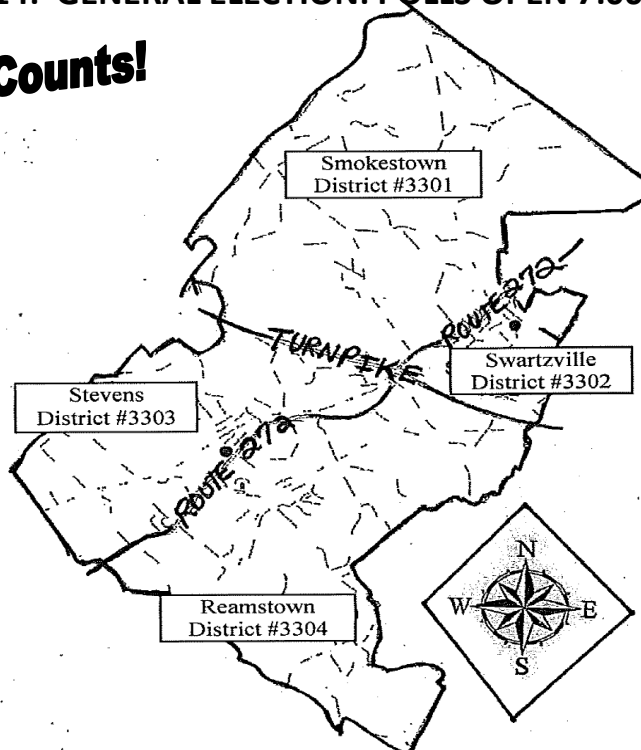 GENERAL ELECTION: POLLS OPEN 7:00
Counts!
Smokestown
District #3301
ROUTE 272
TURNPIKE
Swartzville
District #3302
Stevens
District #3303
ROUTE 272
N
W E
S
Reamstown
District #3304